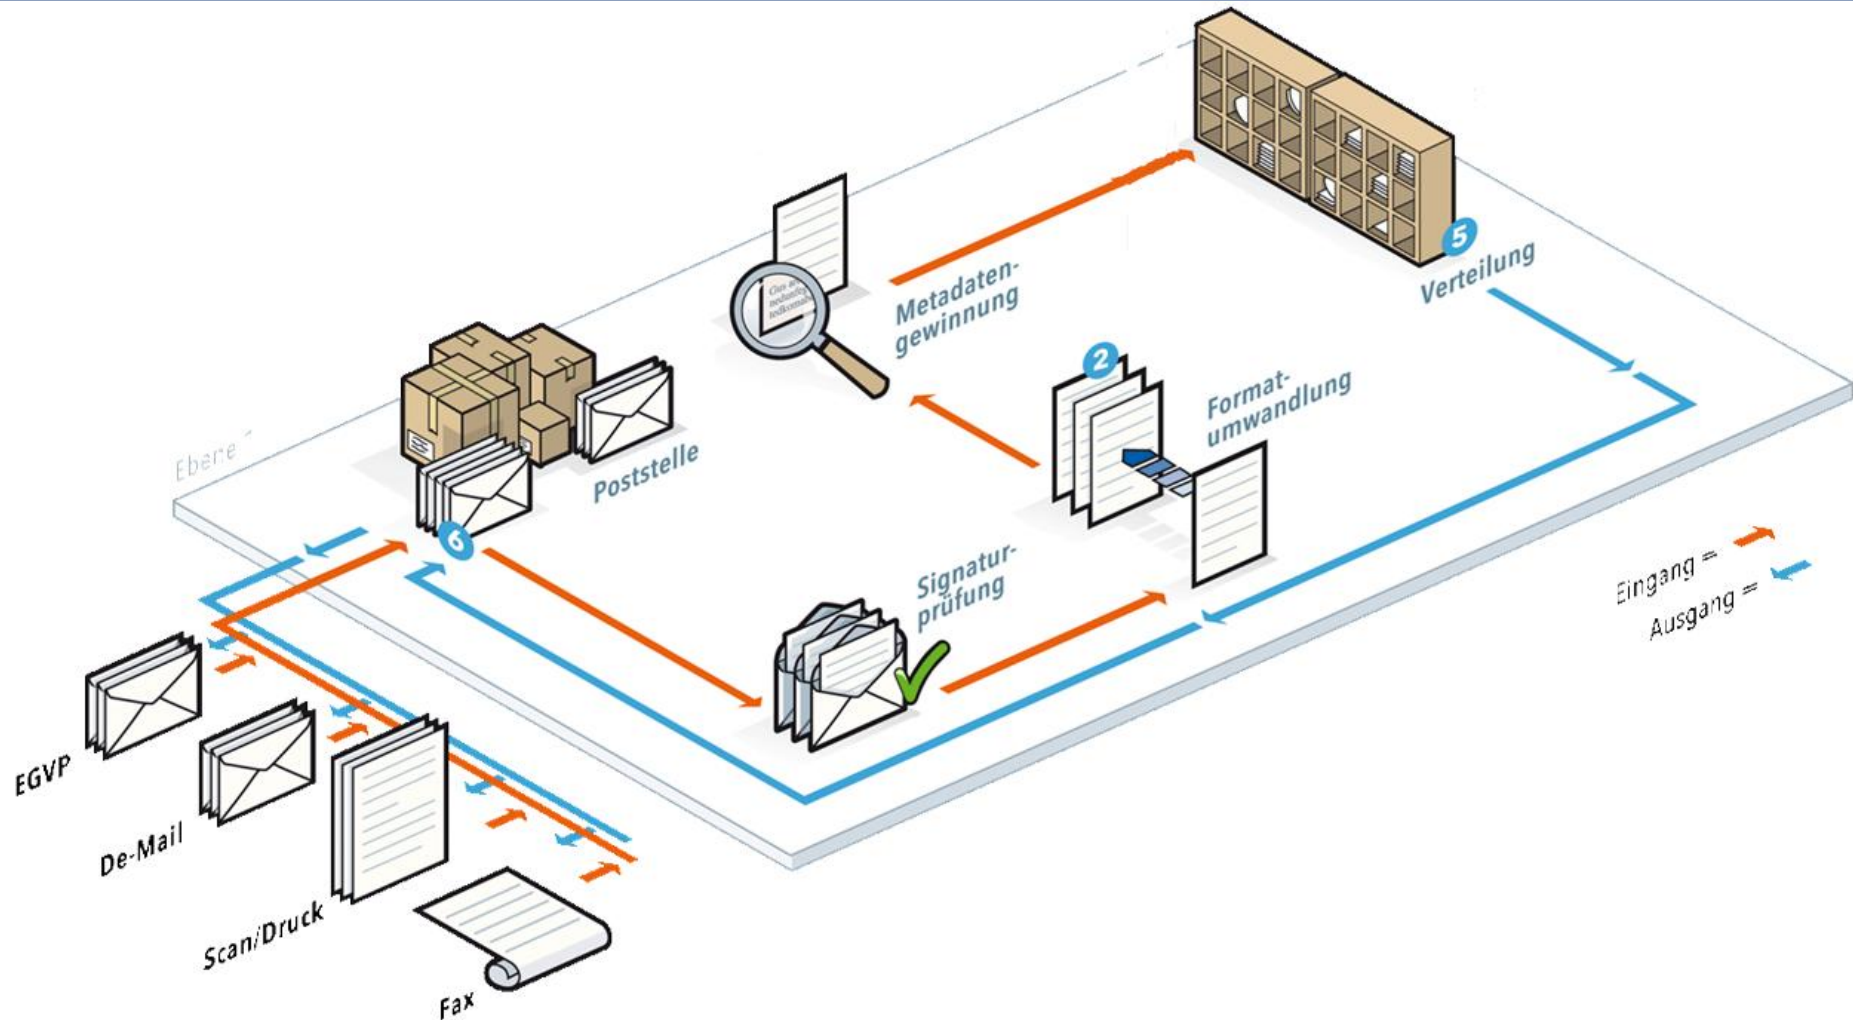 5
Verteilung
Metadaten-
gewinnung
2
Format-
umwandlung
Ebene
Poststelle
6
Signatur-
prüfung
Eingang =
Ausgang =
EGVP
De-Mail
Scan/Druck
Fax